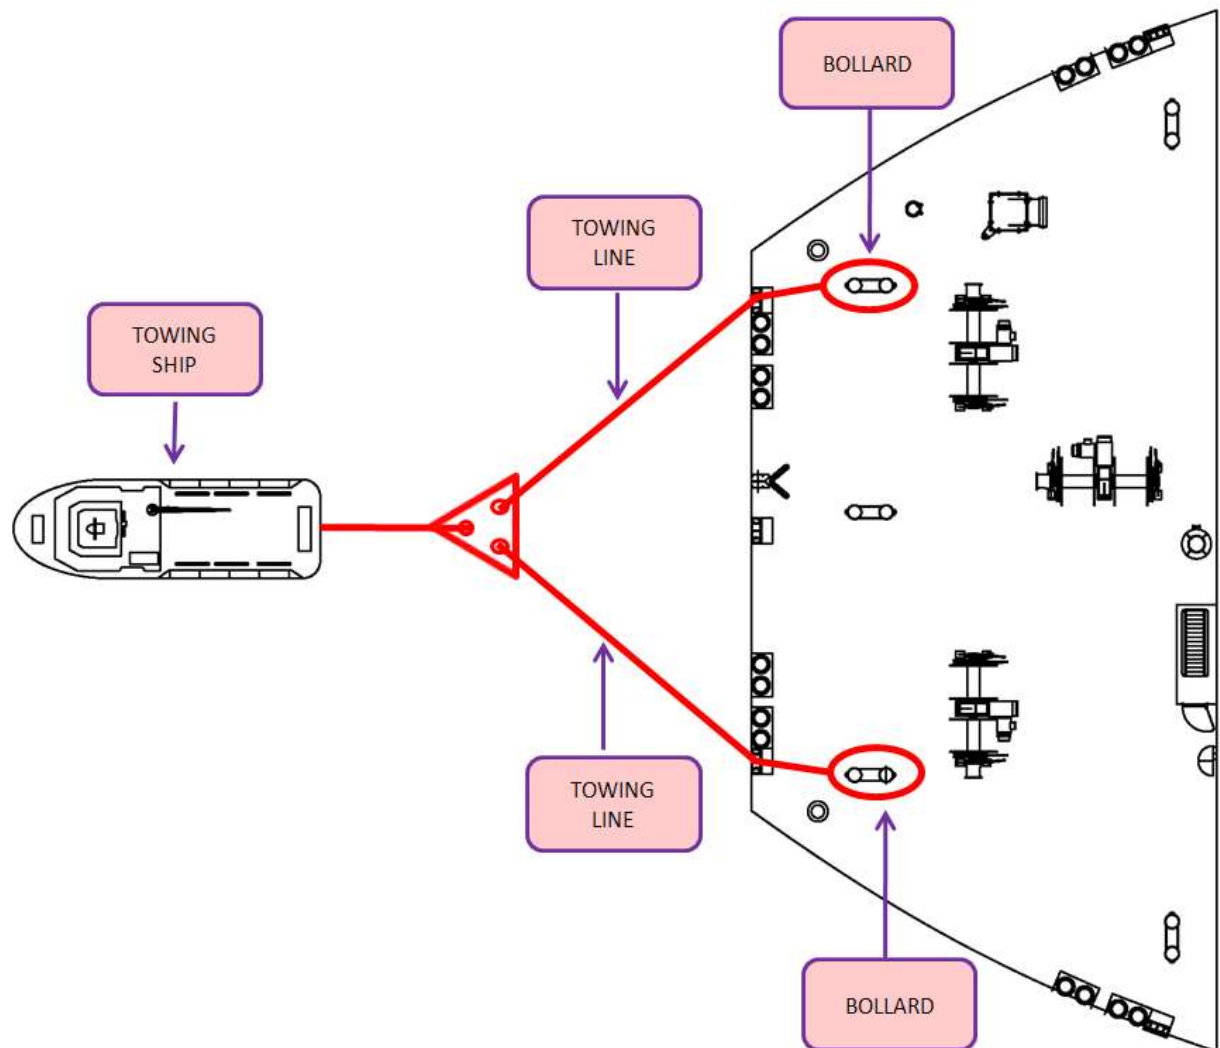 BOLLARD
TOWING
LINE
TOWING
SHIP
TOWING
LINE
BOLLARD